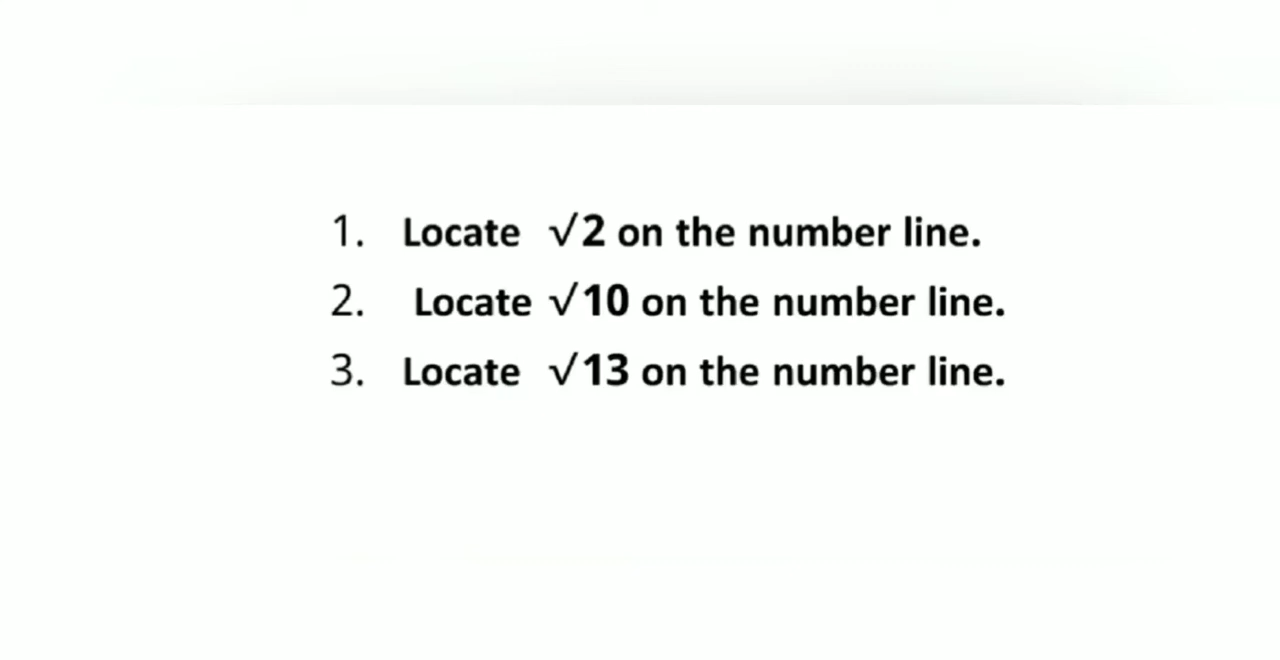 1. Locate √2 on the number line.
2. Locate √10 on the number line.
3. Locate √13 on the number line.